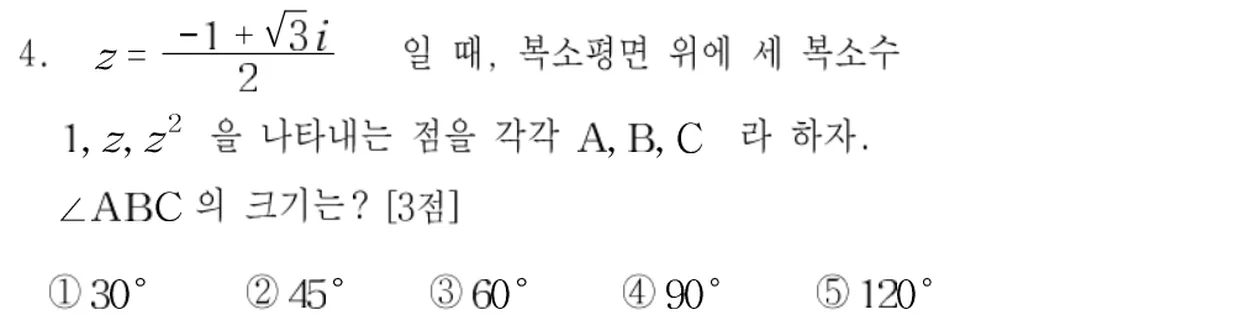 4. z = \frac{-1 + \sqrt{3}i}{2} 일 때, 복소평면 위에 세 복소수
1, z, z² 을 나타내는 점을 각각 A, B, C 라 하자.
∠ABC 의 크기는? [3점]
① 30° ② 45° ③ 60° ④ 90° ⑤ 120°